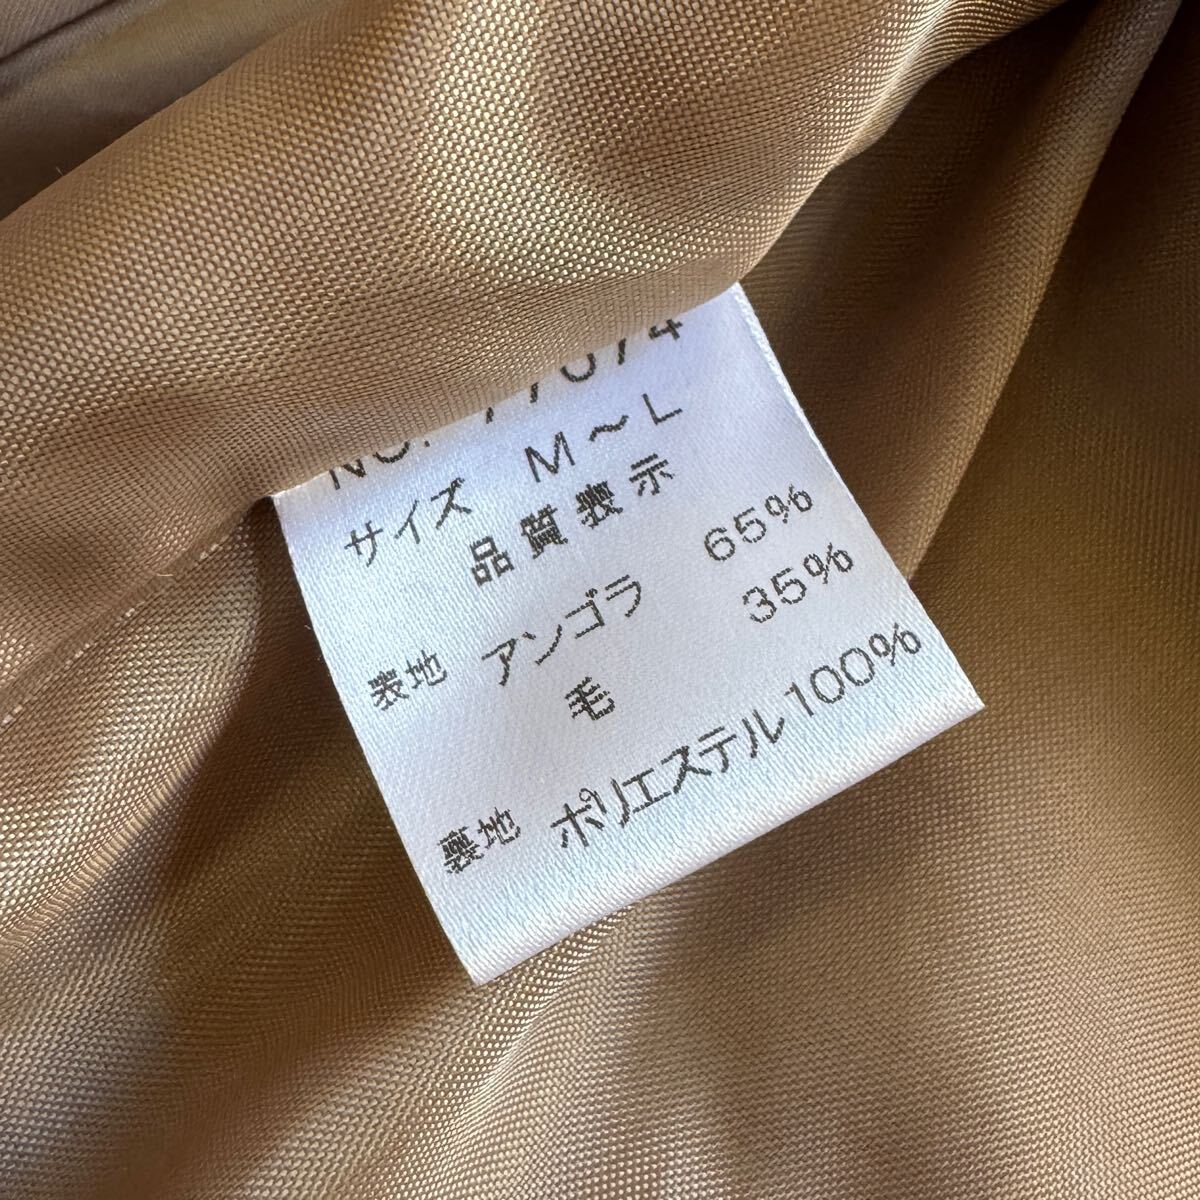 サイズ M〜L
品質表示
表地 アンゴラ 65%
毛 35%
裏地 ポリエステル100%